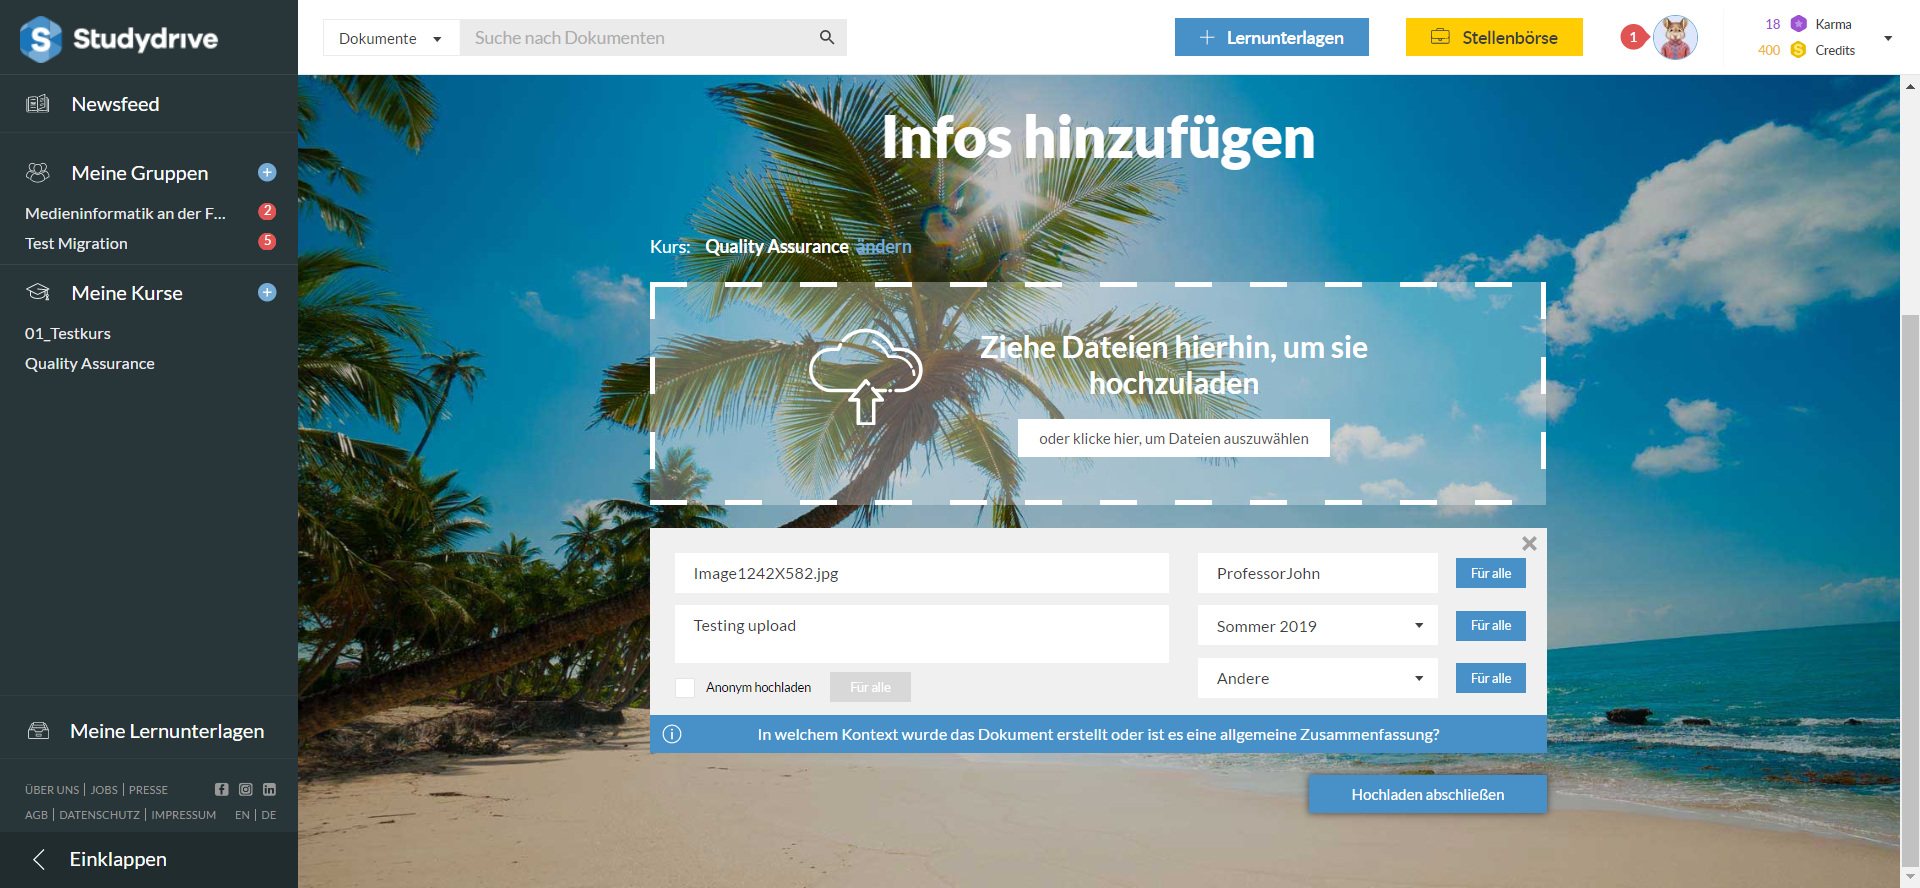 Studydrive
Dokumente
Suche nach Dokumenten
Lernunterlagen
Stellenbörse
1
18 Karma
400 Credits
Newsfeed
Meine Gruppen
Medieninformatik an der F... 2
Test Migration 5
Meine Kurse
01_Testkurs
Quality Assurance
Meine Lernunterlagen
ÜBER UNS | JOBS | PRESSE
AGB | DATENSCHUTZ | IMPRESSUM EN | DE
Einklappen
Infos hinzufügen
Kurs: Quality Assurance ändern
Ziehe Dateien hierhin, um sie
hochzuladen
oder klicke hier, um Dateien auszuwählen
Image1242X582.jpg
ProfessorJohn
Für alle
Testing upload
Sommer 2019
Für alle
Anonym hochladen
Für alle
Andere
Für alle
In welchem Kontext wurde das Dokument erstellt oder ist es eine allgemeine Zusammenfassung?
Hochladen abschließen